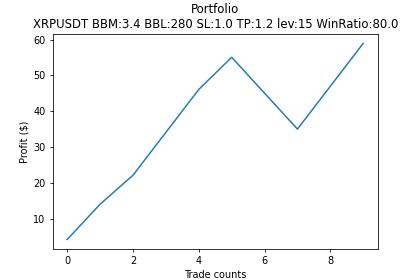 Portfolio
XRPUSDT BBM:3.4 BBL:280 SL:1.0 TP:1.2 lev:15 WinRatio:80.0
60
50
40
30
20
10
Profit ($)
0 2 4 6 8
Trade counts